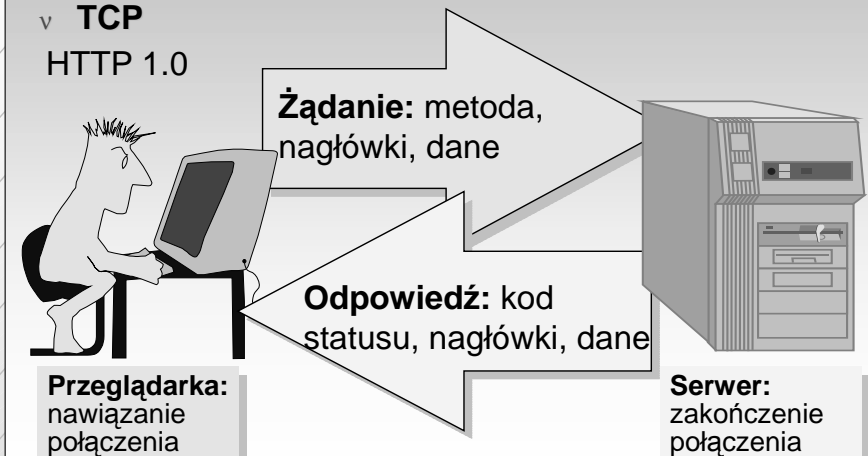 ν TCP
HTTP 1.0
Żądanie: metoda,
nagłówki, dane
Odpowiedź: kod
statusu, nagłówki, dane
Przeglądarka:
nawiązanie
połączenia
Serwer:
zakończenie
połączenia